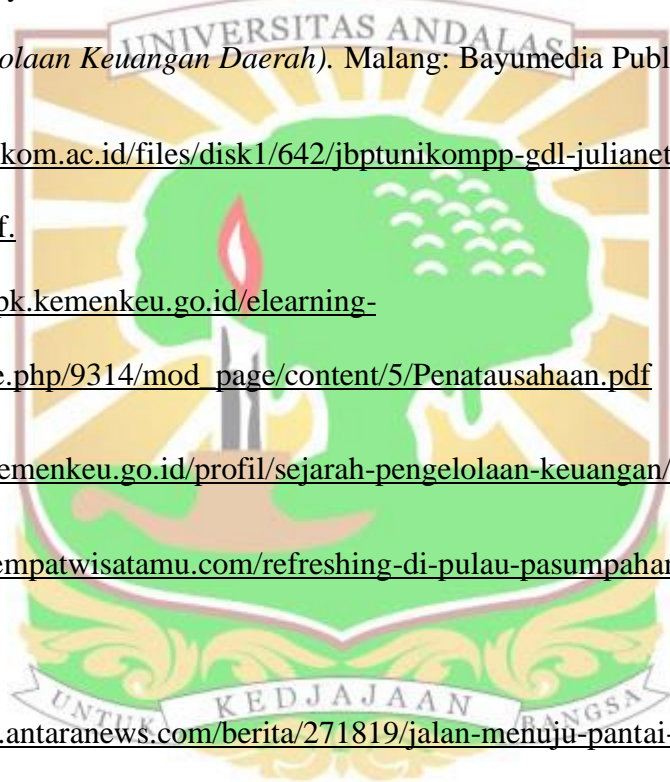 UNIVERSITAS ANDALAS
olaan Keuangan Daerah). Malang: Bayumedia Publ
kom.ac.id/files/disk1/642/jbptunikompp-gdl-julianet
f.
pk.kemenkeu.go.id/elearning-
e.php/9314/mod_page/content/5/Penatausahaan.pdf
emenkeu.go.id/profil/sejarah-pengelolaan-keuangan/
empatwisatamu.com/refreshing-di-pulau-pasumpahan
UNTUK KEDJAJAAN BANGSA
.antaranews.com/berita/271819/jalan-menuju-pantai-